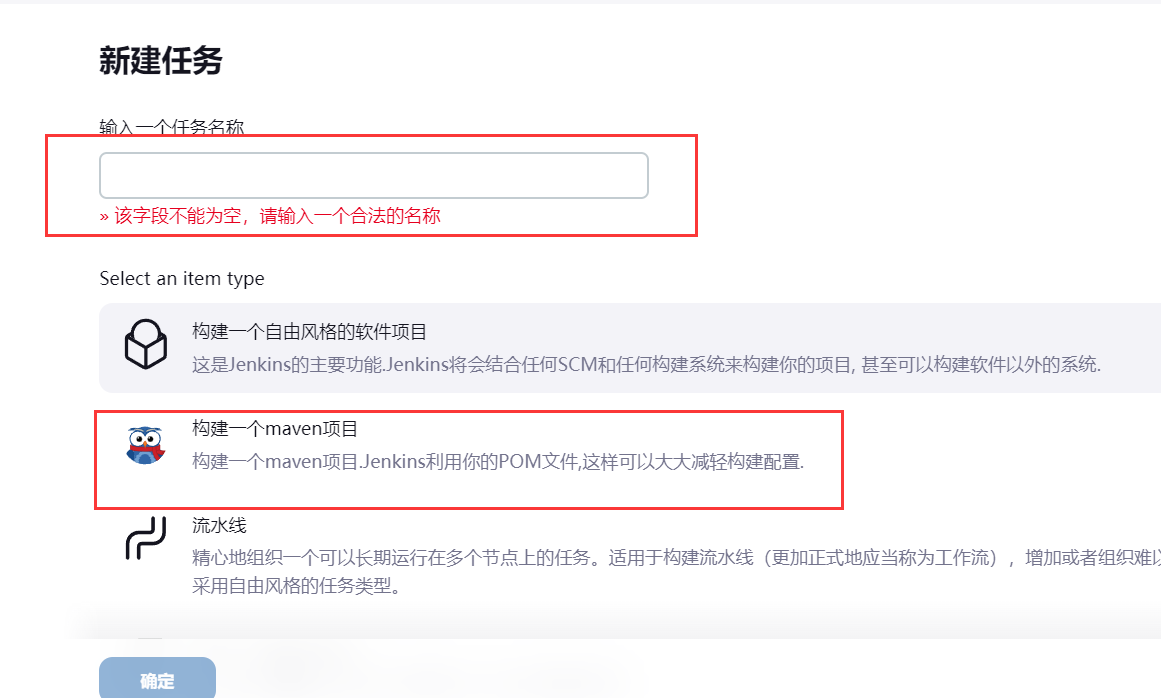 新建任务
输入一个任务名称
» 该字段不能为空，请输入一个合法的名称
Select an item type
构建一个自由风格的软件项目
这是Jenkins的主要功能.Jenkins将会结合任何SCM和任何构建系统来构建你的项目, 甚至可以构建软件以外的系统.
构建一个maven项目
构建一个maven项目.Jenkins利用你的POM文件,这样可以大大减轻构建配置.
流水线
精心地组织一个可以长期运行在多个节点上的任务。适用于构建流水线（更加正式地应当称为工作流），增加或者组织难以
采用自由风格的任务类型。
确定